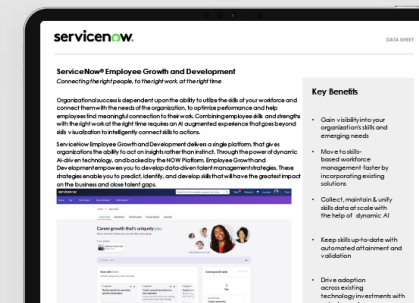 servicenow.
DATA SHEET
ServiceNow® Employee Growth and Development
Connecting the right people, to the right work, at the right time
Organizational success is dependent upon the ability to utilize the skills of your workforce and
connect them with the needs of the organization, to optimize performance and help
employees find meaningful connection to their work. Combining employee skills and strengths
with the right work at the right time requires an AI augmented experience that goes beyond
skills visualization to intelligently connect skills to actions.
ServiceNow Employee Growth and Development delivers a single platform, that gives
organizations the ability to act on insights rather than instinct. Through the power of dynamic
AI-driven technology, and backed by the NOW Platform, Employee Growth and
Development empowers you to develop data-driven talent management strategies. These
strategies enable you to predict, identify, and develop skills that will have the greatest impact
on the business and close talent gaps.
servicenow
Career growth that's uniquely you
Key Benefits
• Gain visibility into your
organization's skills and
emerging needs
• Move to skills-
based workforce
management faster by
incorporating existing
solutions
• Collect, maintain & unify
skills data at scale with
the help of dynamic AI
• Keep skills up-to-date with
automated attainment and
validation
• Drive adoption
across existing
technology investments with